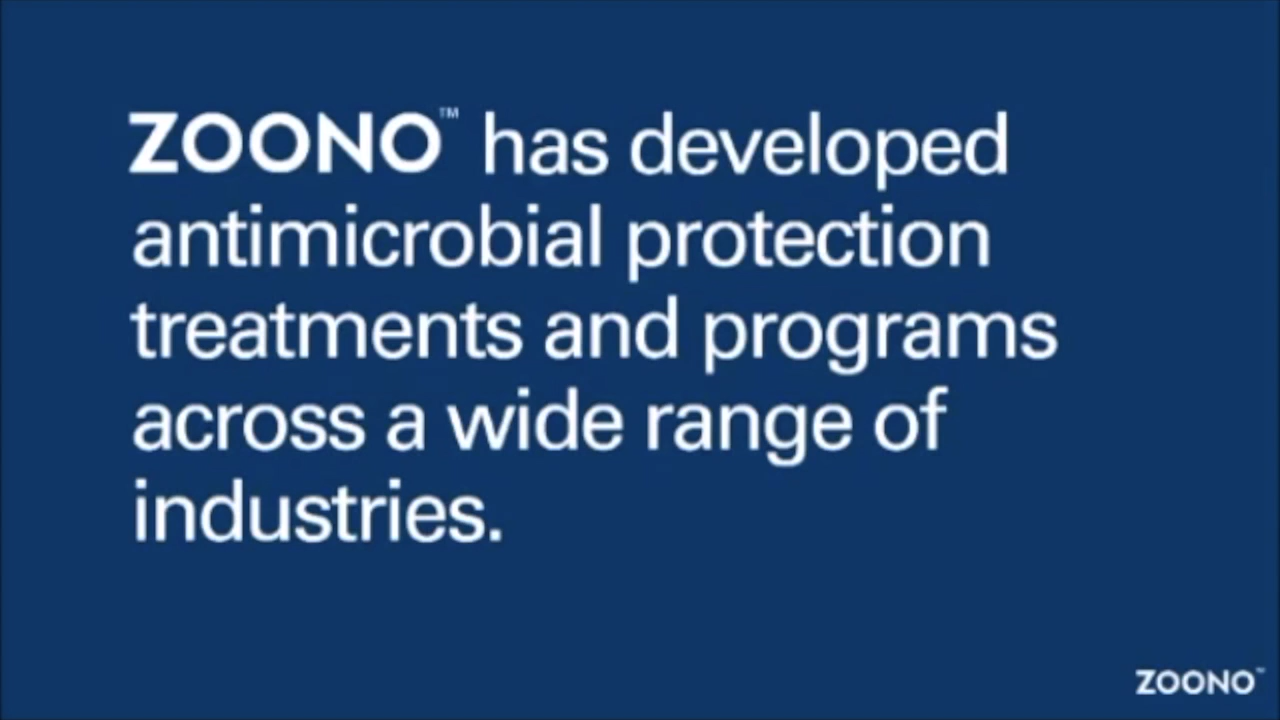 ZOONO™ has developed
antimicrobial protection
treatments and programs
across a wide range of
industries.
ZOONO™